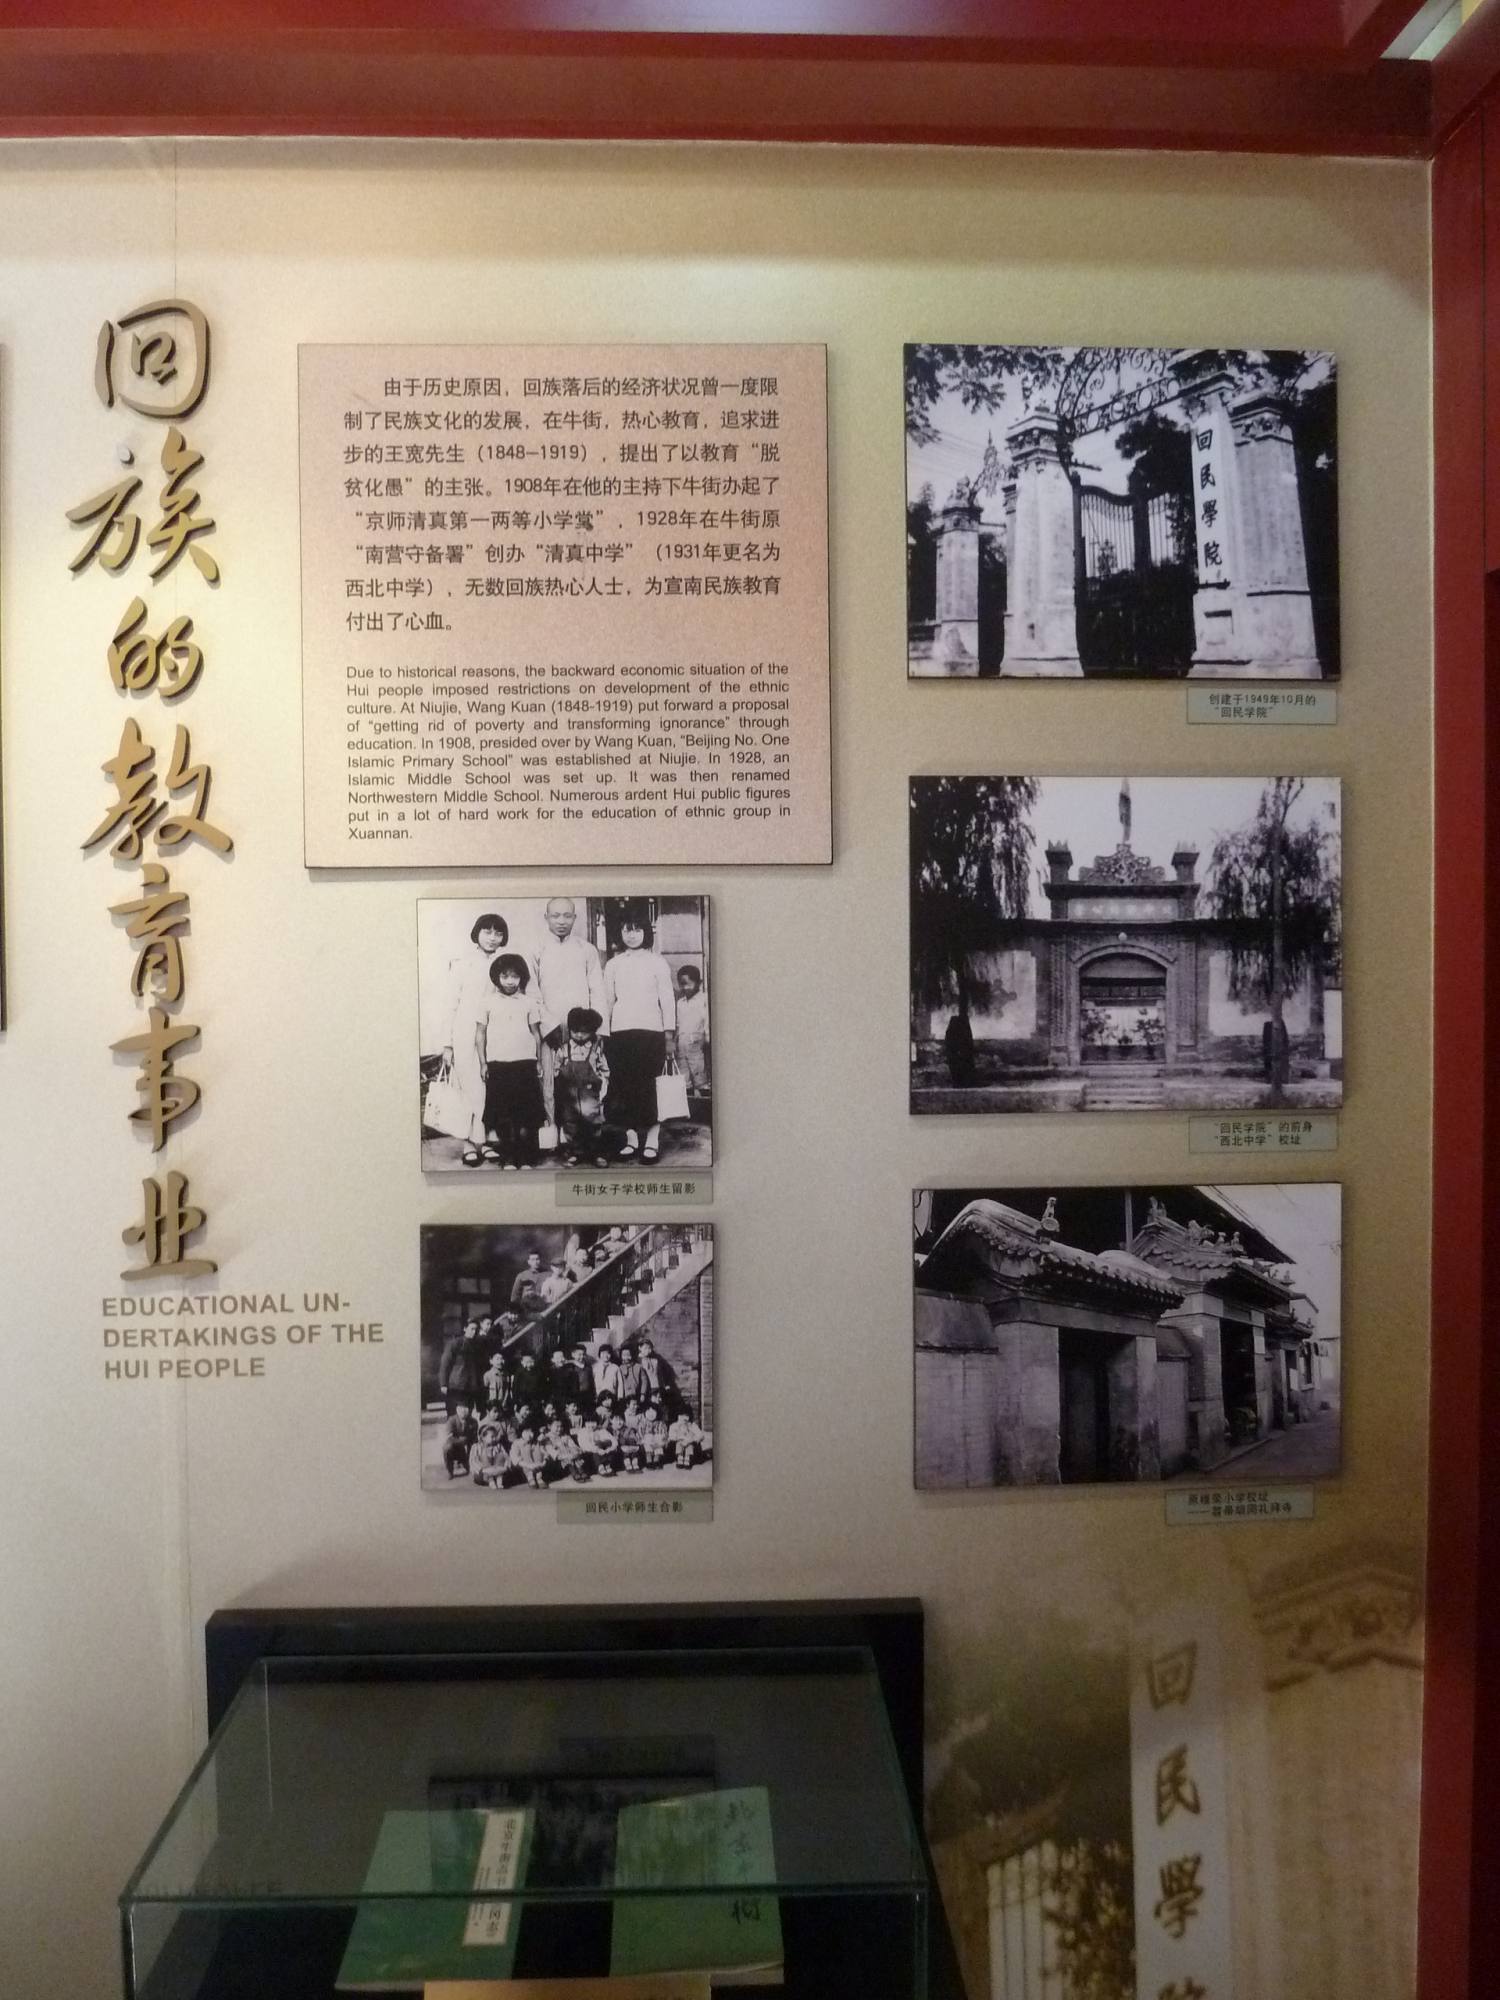 回族的教育事业
EDUCATIONAL UN-
DERTAKINGS OF THE
HUI PEOPLE
由于历史原因，回族落后的经济状况曾一度限
制了民族文化的发展，在牛街，热心教育，追求进
步的王宽先生（1848—1919），提出了以教育“脱
贫化愚”的主张。1908年在他的主持下牛街办起了
“京师清真第一两等小学堂”，1928年在牛街原
“南营守备署”创办“清真中学”（1931年更名为
西北中学），无数回族热心人士，为宣南民族教育
付出了心血。
Due to historical reasons, the backward economic situation of the
Hui people imposed restrictions on development of the ethnic
culture. At Niujie, Wang Kuan (1848-1919) put forward a proposal
of “getting rid of poverty and transforming ignorance” through
education. In 1908, presided over by Wang Kuan, “Beijing No. One
Islamic Primary School” was established at Niujie. In 1928, an
Islamic Middle School was set up. It was then renamed
Northwestern Middle School. Numerous ardent Hui public figures
put in a lot of hard work for the education of ethnic group in
Xuannan.
牛街女子学校师生留影
回民小学师生合影
回民學院
创建于1949年10月的
“回民学院”
“回民学院”的前身
“西北中学”校址
小学校址
胡同礼拜寺
回民學
北京牛街